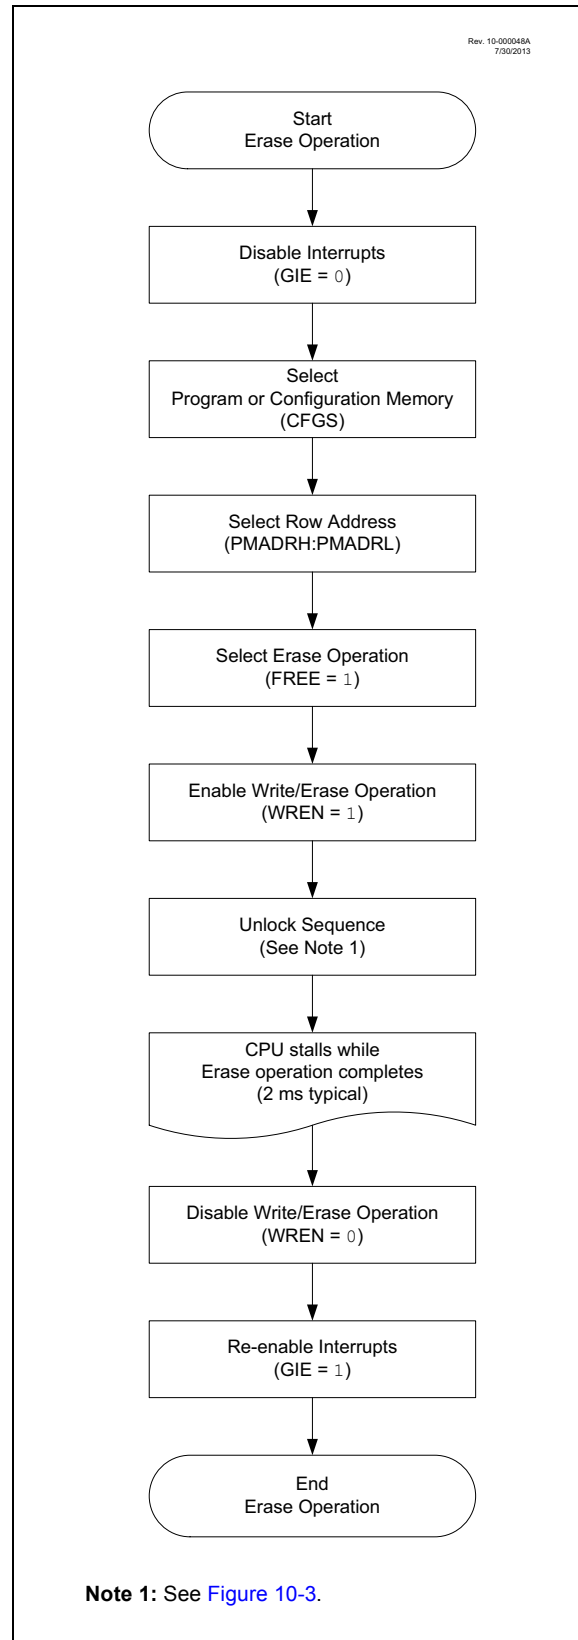 Rev. 10-000048A
7/30/2013
Start
Erase Operation
Disable Interrupts
(GIE = 0)
Select
Program or Configuration Memory
(CFGS)
Select Row Address
(PMADRH:PMADRL)
Select Erase Operation
(FREE = 1)
Enable Write/Erase Operation
(WREN = 1)
Unlock Sequence
(See Note 1)
CPU stalls while
Erase operation completes
(2 ms typical)
Disable Write/Erase Operation
(WREN = 0)
Re-enable Interrupts
(GIE = 1)
End
Erase Operation
Note 1: See Figure 10-3.